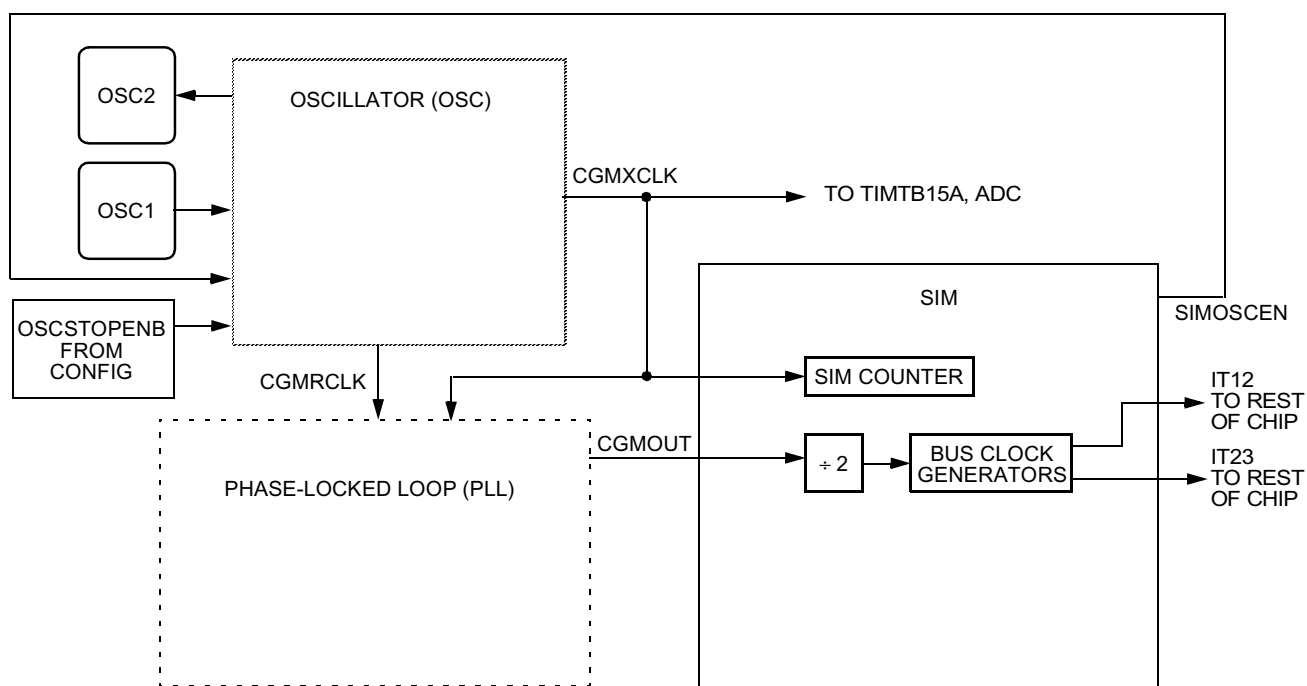 OSC2
OSCILLATOR (OSC)
CGMXCLK
OSC1
TO TIMTB15A, ADC
SIM
SIMOSCEN
OSCSTOPENB
FROM
CONFIG
CGMRCLK
SIM COUNTER
IT12
TO REST
OF CHIP
CGMOUT
÷ 2
BUS CLOCK
GENERATORS
IT23
TO REST
OF CHIP
PHASE-LOCKED LOOP (PLL)